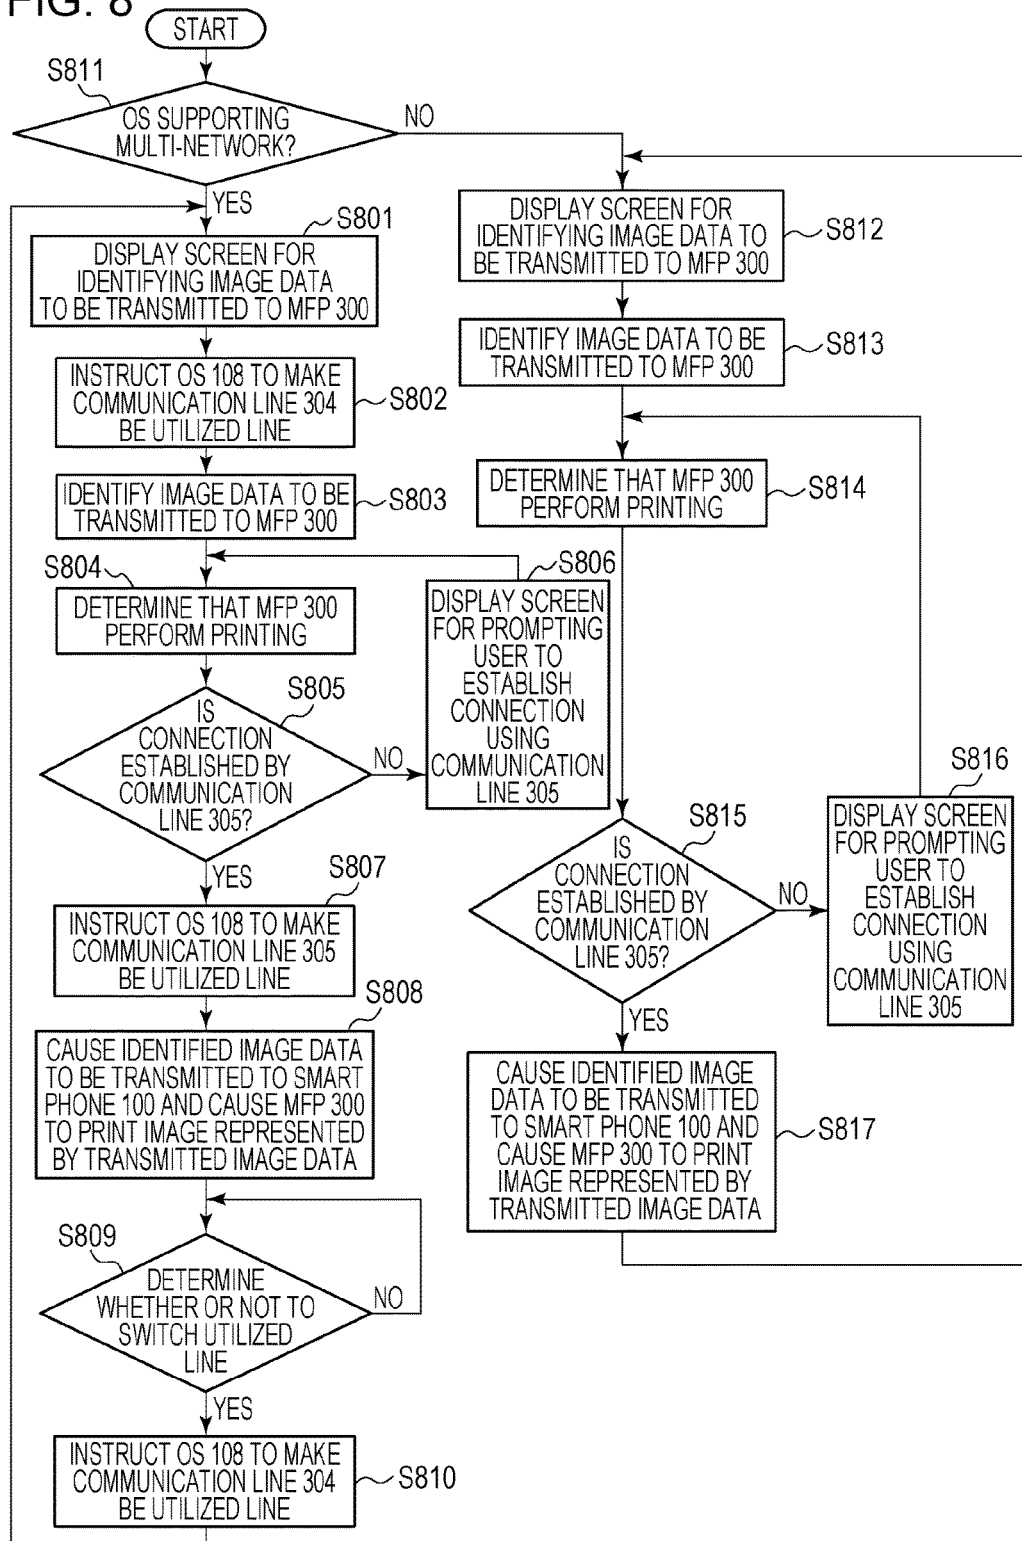 FIG. 8
START
S811
OS SUPPORTING
MULTI-NETWORK?
NO
YES
S801
DISPLAY SCREEN FOR
IDENTIFYING IMAGE DATA
TO BE TRANSMITTED TO MFP 300
INSTRUCT OS 108 TO MAKE
COMMUNICATION LINE 304
BE UTILIZED LINE
S802
IDENTIFY IMAGE DATA TO BE
TRANSMITTED TO MFP 300
S803
S804
DETERMINE THAT MFP 300
PERFORM PRINTING
S805
IS
CONNECTION
ESTABLISHED BY
COMMUNICATION
LINE 305?
NO
YES
S806
DISPLAY SCREEN
FOR PROMPTING
USER TO
ESTABLISH
CONNECTION
USING
COMMUNICATION
LINE 305
S807
INSTRUCT OS 108 TO MAKE
COMMUNICATION LINE 305
BE UTILIZED LINE
S808
CAUSE IDENTIFIED IMAGE DATA
TO BE TRANSMITTED TO SMART
PHONE 100 AND CAUSE MFP 300
TO PRINT IMAGE REPRESENTED
BY TRANSMITTED IMAGE DATA
S809
DETERMINE
WHETHER OR NOT TO
SWITCH UTILIZED
LINE
NO
YES
INSTRUCT OS 108 TO MAKE
COMMUNICATION LINE 304
BE UTILIZED LINE
S810
DISPLAY SCREEN FOR
IDENTIFYING IMAGE DATA TO
BE TRANSMITTED TO MFP 300
S812
IDENTIFY IMAGE DATA TO BE
TRANSMITTED TO MFP 300
S813
DETERMINE THAT MFP 300
PERFORM PRINTING
S814
S815
IS
CONNECTION
ESTABLISHED BY
COMMUNICATION
LINE 305?
NO
YES
S816
DISPLAY SCREEN
FOR PROMPTING
USER TO
ESTABLISH
CONNECTION
USING
COMMUNICATION
LINE 305
CAUSE IDENTIFIED IMAGE
DATA TO BE TRANSMITTED
TO SMART PHONE 100 AND
CAUSE MFP 300 TO PRINT
IMAGE REPRESENTED BY
TRANSMITTED IMAGE DATA
S817